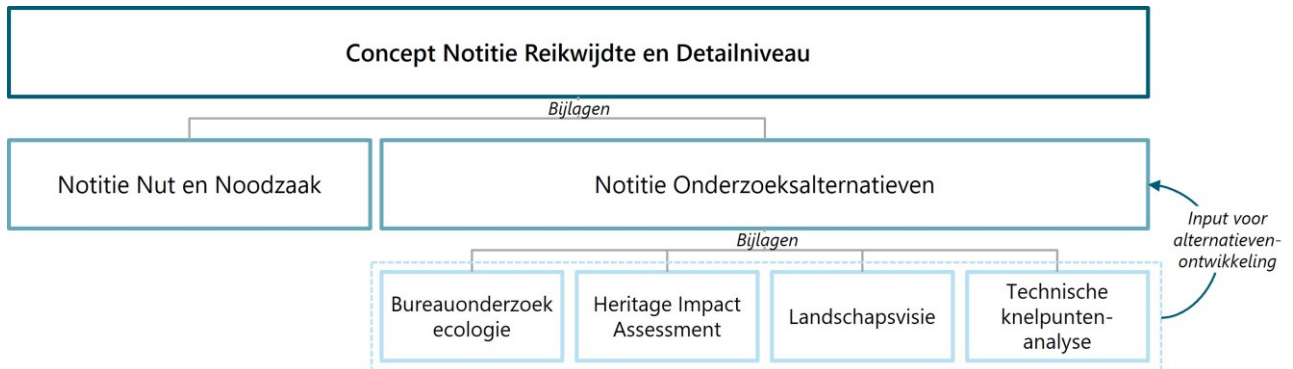 Concept Notitie Reikwijdte en Detailniveau
Bijlagen
Notitie Nut en Noodzaak
Notitie Onderzoeksalternatieven
Input voor
alternatieven-
ontwikkeling
Bijlagen
Bureauonderzoek
ecologie
Heritage Impact
Assessment
Landschapsvisie
Technische
knelpunten-
analyse